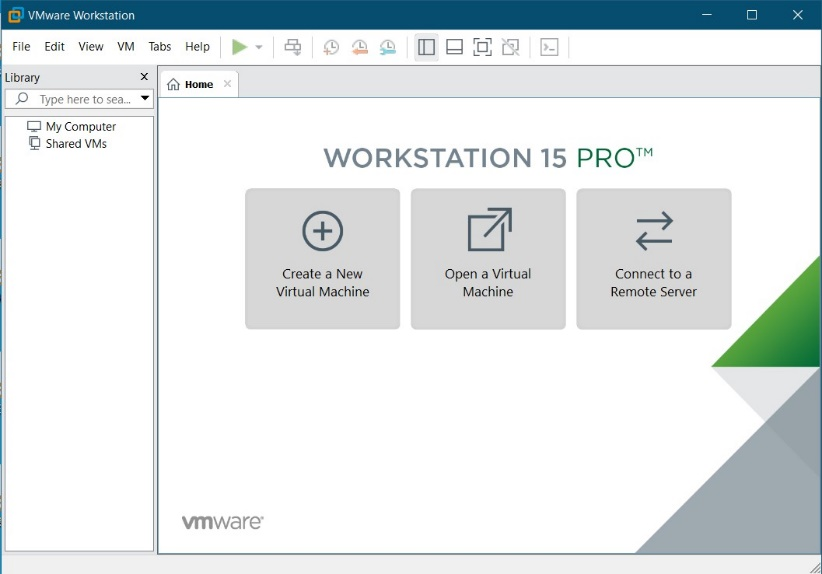 VMware Workstation
File Edit View VM Tabs Help
Library
Type here to sea...
My Computer
Shared VMs
Home
WORKSTATION 15 PRO™
Create a New
Virtual Machine
Open a Virtual
Machine
Connect to a
Remote Server
vmware®